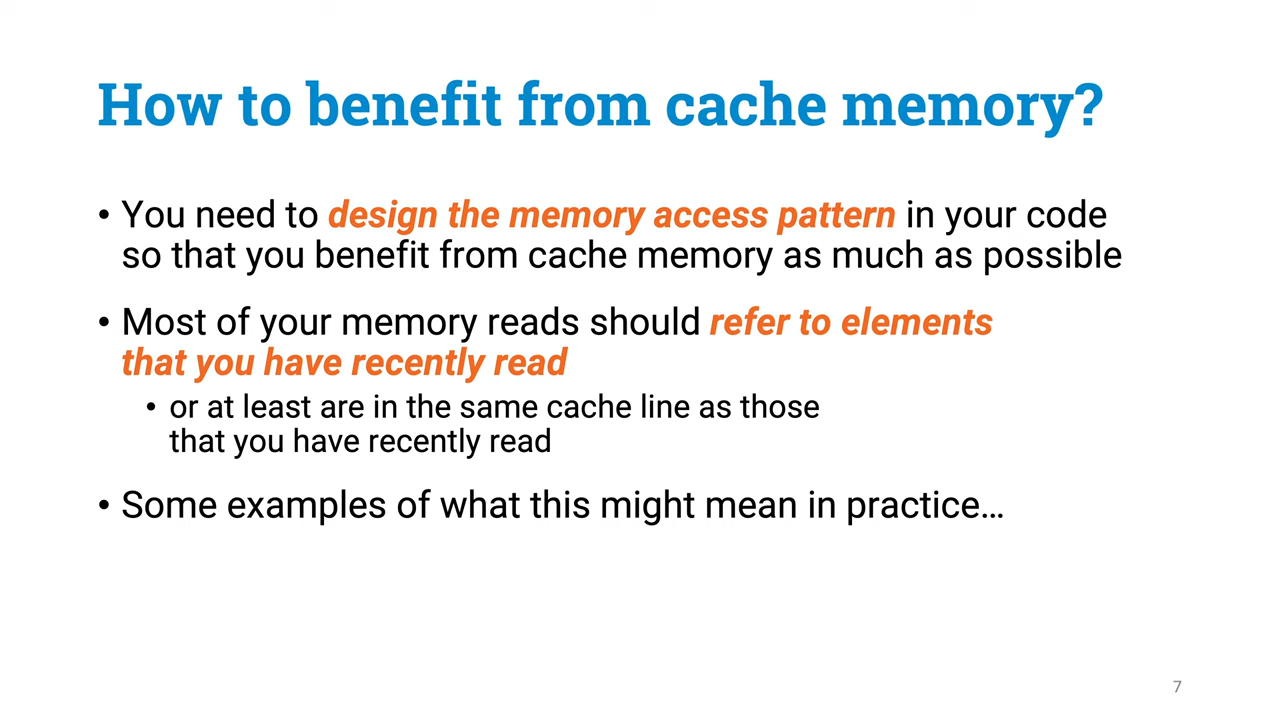 How to benefit from cache memory?
• You need to design the memory access pattern in your code
so that you benefit from cache memory as much as possible
• Most of your memory reads should refer to elements
that you have recently read
• or at least are in the same cache line as those
that you have recently read
• Some examples of what this might mean in practice…
7